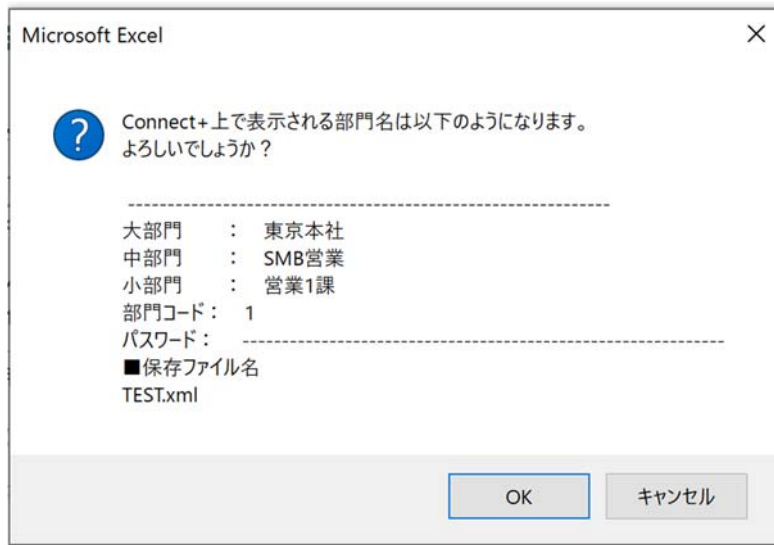 Microsoft Excel
Connect+上で表示される部門名は以下のようになります。
よろしいでしょうか？
-------------------------------------------------------------
大部門　　：　東京本社
中部門　　：　SMB営業
小部門　　：　営業1課
部門コード：　1
パスワード：　-------------------------------------------------------------
■保存ファイル名
TEST.xml
OK
キャンセル